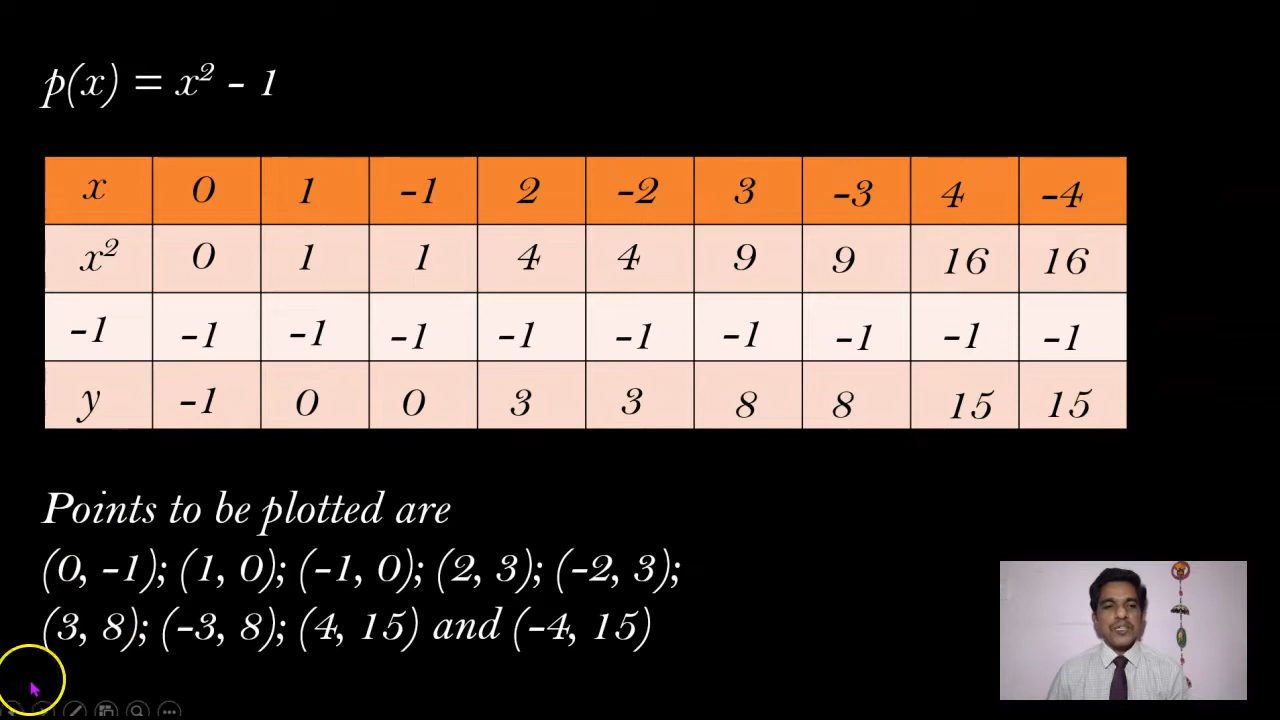 p(x) = x² - 1
x 0 1 -1 2 -2 3 -3 4 -4
x² 0 1 1 4 4 9 9 16 16
-1 -1 -1 -1 -1 -1 -1 -1 -1 -1
y -1 0 0 3 3 8 8 15 15
Points to be plotted are
(0, -1); (1, 0); (-1, 0); (2, 3); (-2, 3);
(3, 8); (-3, 8); (4, 15) and (-4, 15)